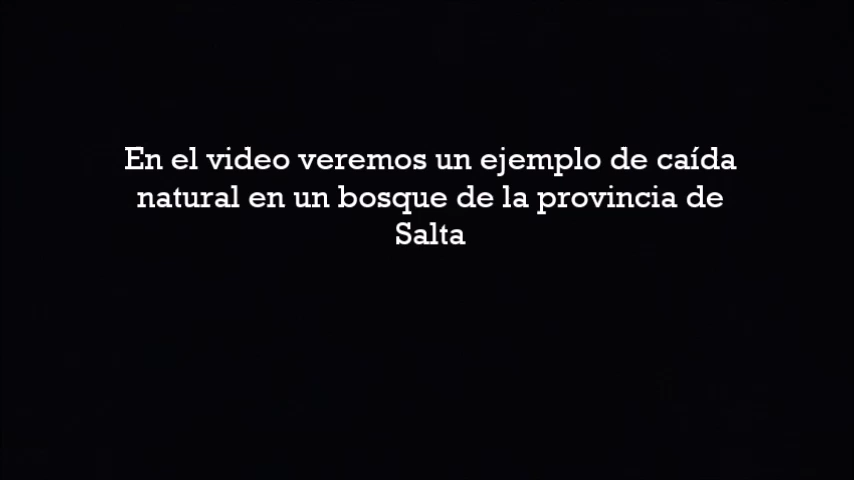 En el video veremos un ejemplo de caída
natural en un bosque de la provincia de
Salta